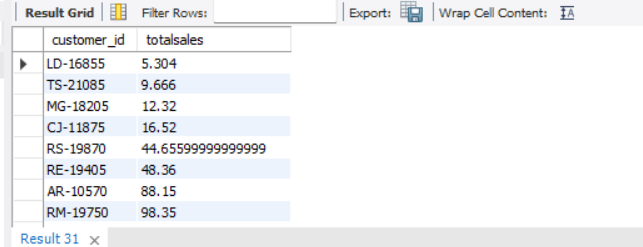 Result Grid Filter Rows: Export: Wrap Cell Content: IA
customer_id totalsales
LD-16855 5.304
TS-21085 9.666
MG-18205 12.32
CJ-11875 16.52
RS-19870 44.65599999999999
RE-19405 48.36
AR-10570 88.15
RM-19750 98.35
Result 31 ×